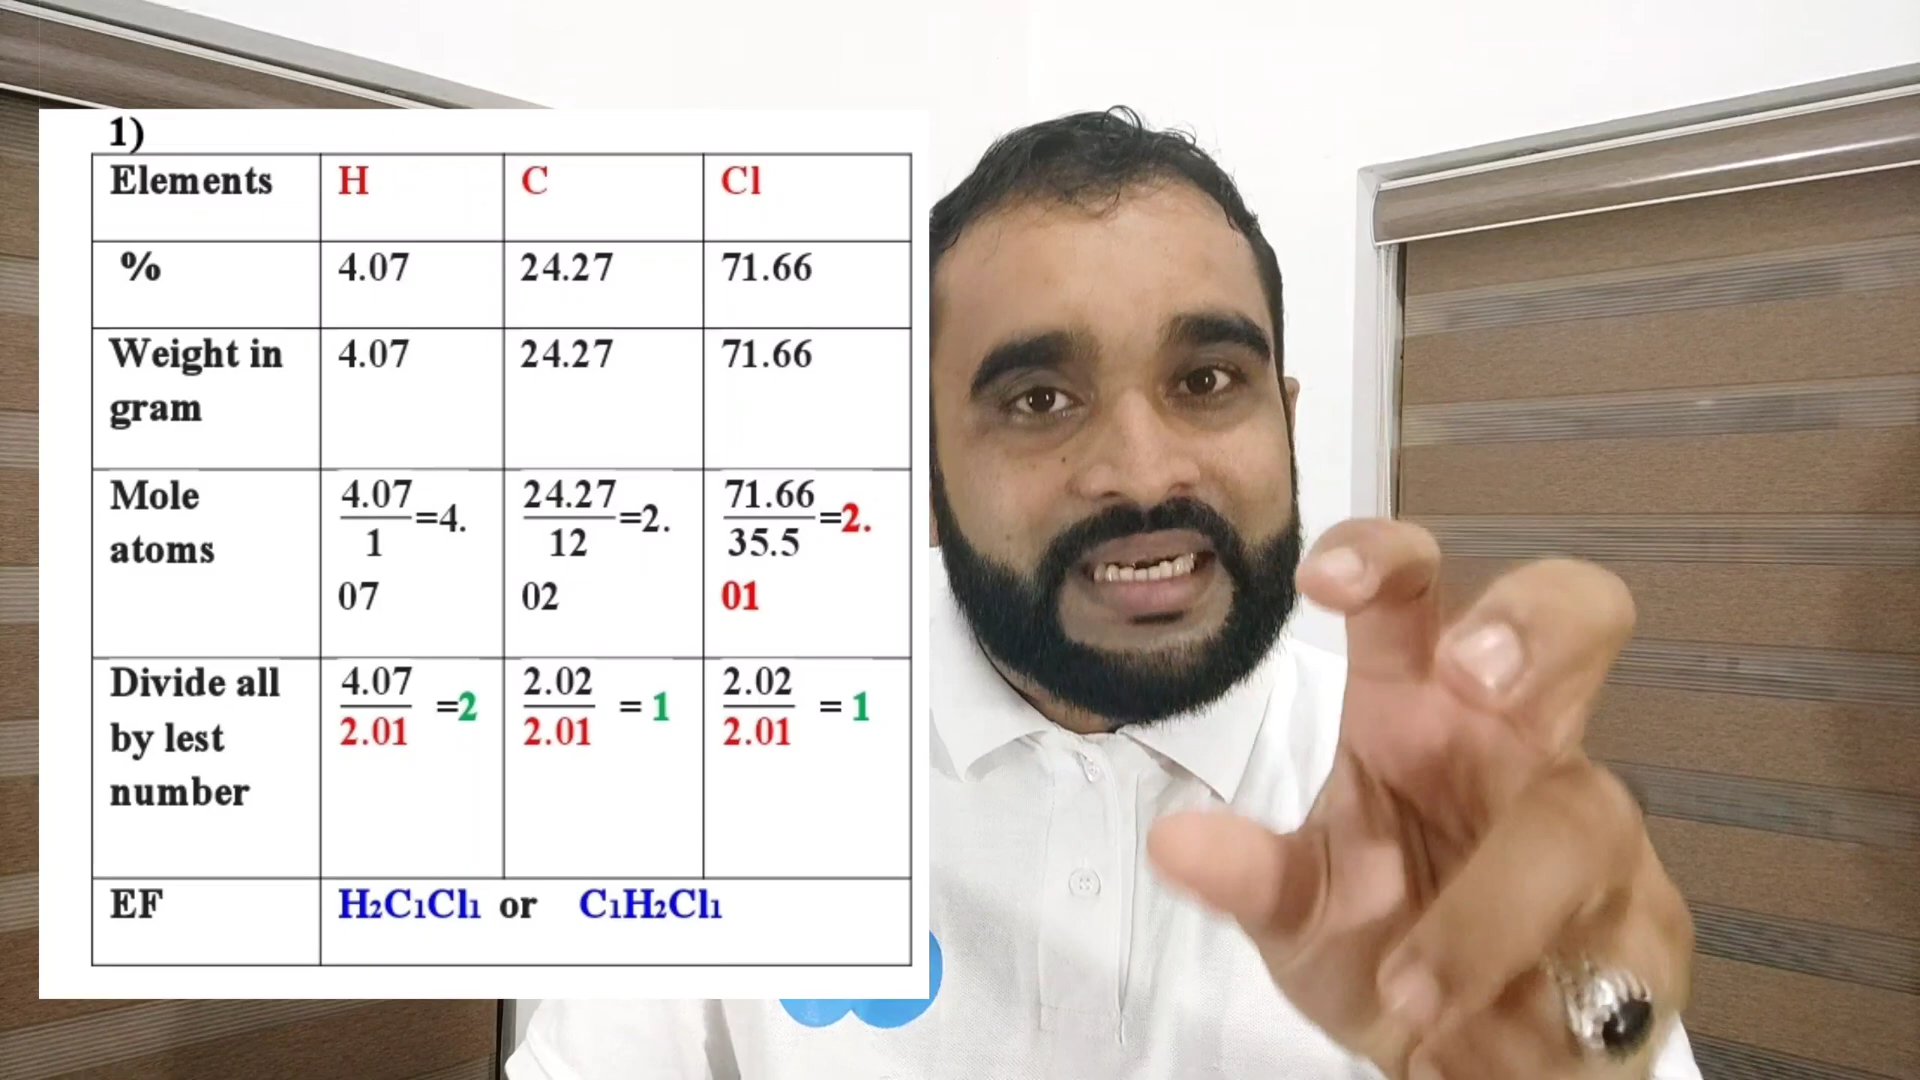 1)
Elements H C Cl
% 4.07 24.27 71.66
Weight in 4.07 24.27 71.66
gram
Mole 4.07/1=4. 24.27/12=2. 71.66/35.5=2.
atoms
07 02 01
Divide all 4.07/2.01 =2 2.02/2.01 = 1 2.02/2.01 = 1
by lest
number
EF H₂C₁Cl₁ or C₁H₂Cl₁